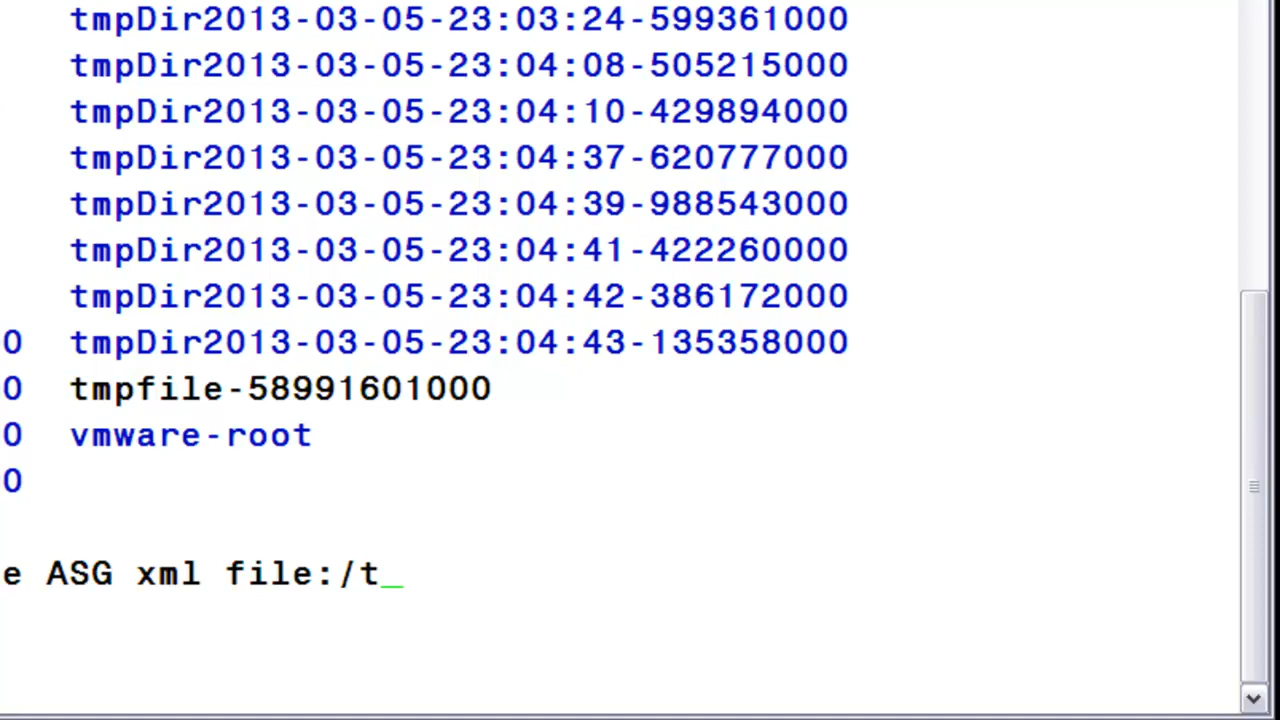 tmpDir2013-03-05-23:03:24-599361000
tmpDir2013-03-05-23:04:08-505215000
tmpDir2013-03-05-23:04:10-429894000
tmpDir2013-03-05-23:04:37-620777000
tmpDir2013-03-05-23:04:39-988543000
tmpDir2013-03-05-23:04:41-422260000
tmpDir2013-03-05-23:04:42-386172000
0 tmpDir2013-03-05-23:04:43-135358000
0 tmpfile-58991601000
0 vmware-root
0
e ASG xml file:/t_